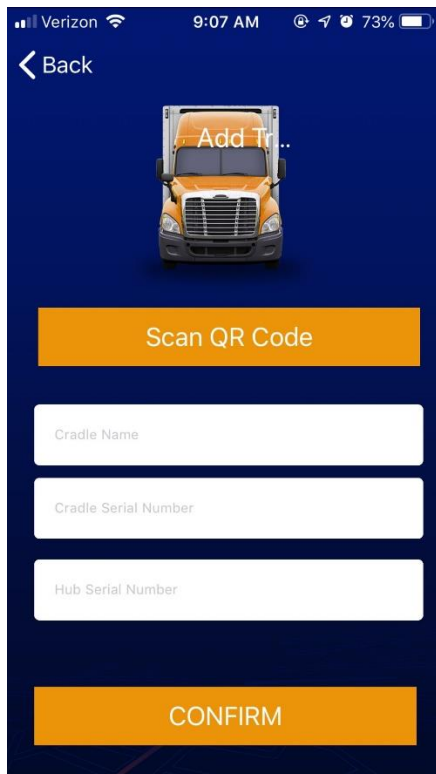 Verizon 9:07 AM 73%
Back
Add Tr...
Scan QR Code
Cradle Name
Cradle Serial Number
Hub Serial Number
CONFIRM